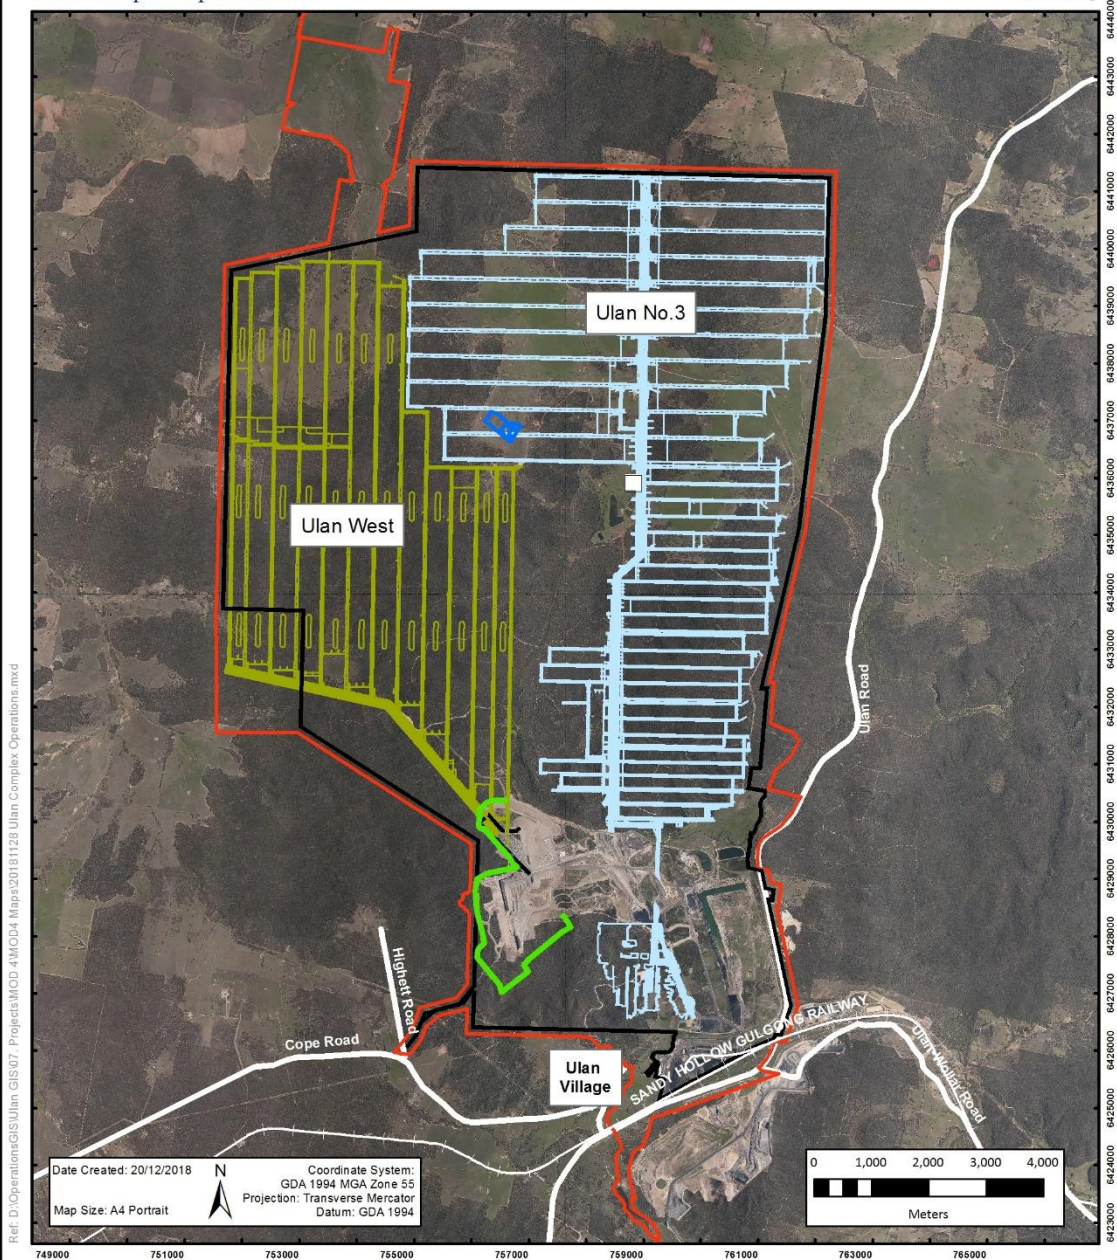 6444000
6443000
6442000
6441000
6440000
6439000
Ulan No.3
6438000
6437000
6436000
Ulan West
6435000
6434000
6433000
Ulan Road
6432000
6431000
6430000
6429000
6428000
Highett Road
6427000
SANDY HOLLOW GULGONG RAILWAY
Cope Road
6426000
Ulan-Wollar Road
Ulan
Village
6425000
6424000
6423000
Date Created: 20/12/2018
Map Size: A4 Portrait
N
Coordinate System:
GDA 1994 MGA Zone 55
Projection: Transverse Mercator
Datum: GDA 1994
0 1,000 2,000 3,000 4,000
Meters
749000 751000 753000 755000 757000 759000 761000 763000 765000
Ref: D:\OperationsGIS\Ulan GIS\07. Projects\MOD 4\MOD4 Maps\20181128 Ulan Complex Operations.mxd